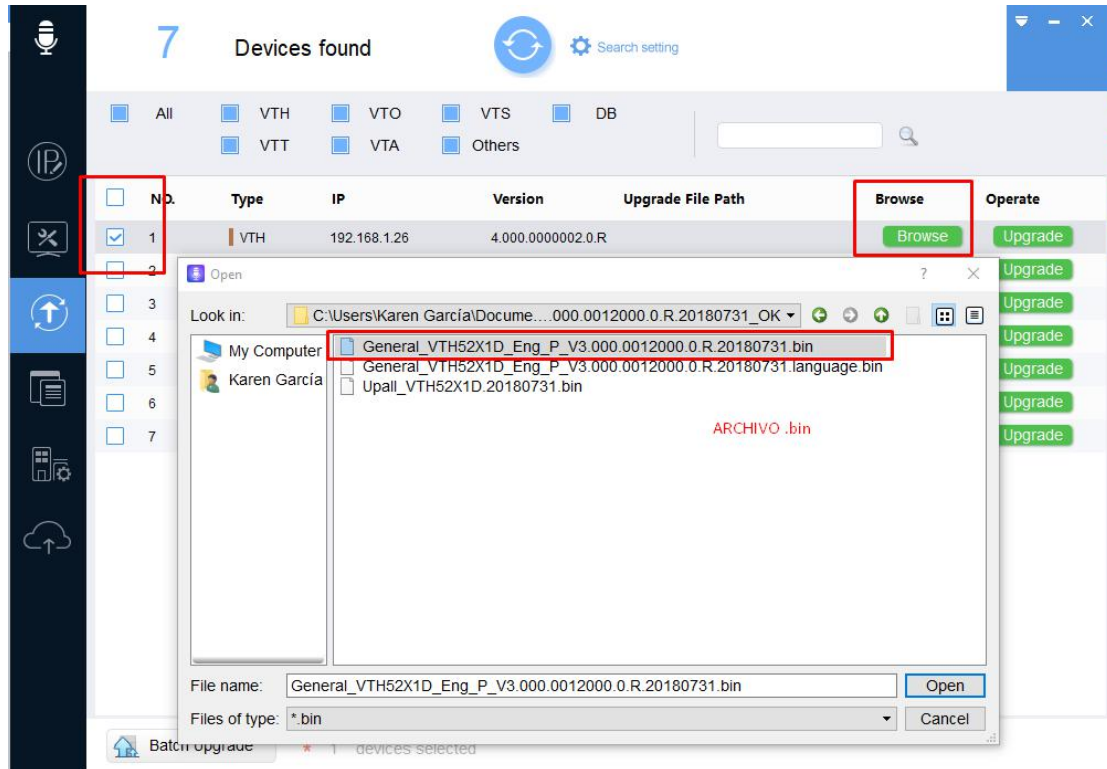 7 Devices found Search setting
All VTH VTO VTS DB
VTT VTA Others
IP
NO. Type IP Version Upgrade File Path Browse Operate
1 VTH 192.168.1.26 4.000.0000002.0.R Browse Upgrade
2 Upgrade
Open ?
3 Upgrade
Look in: C:\Users\Karen García\Docume....000.0012000.0.R.20180731_OK
4 Upgrade
My Computer General_VTH52X1D_Eng_P_V3.000.0012000.0.R.20180731.bin
5 Upgrade
Karen García General_VTH52X1D_Eng_P_V3.000.0012000.0.R.20180731.language.bin
Upall_VTH52X1D.20180731.bin
6 Upgrade
7 Upgrade
ARCHIVO .bin
File name: General_VTH52X1D_Eng_P_V3.000.0012000.0.R.20180731.bin Open
Files of type: *.bin Cancel
Batch Upgrade * 1 devices selected